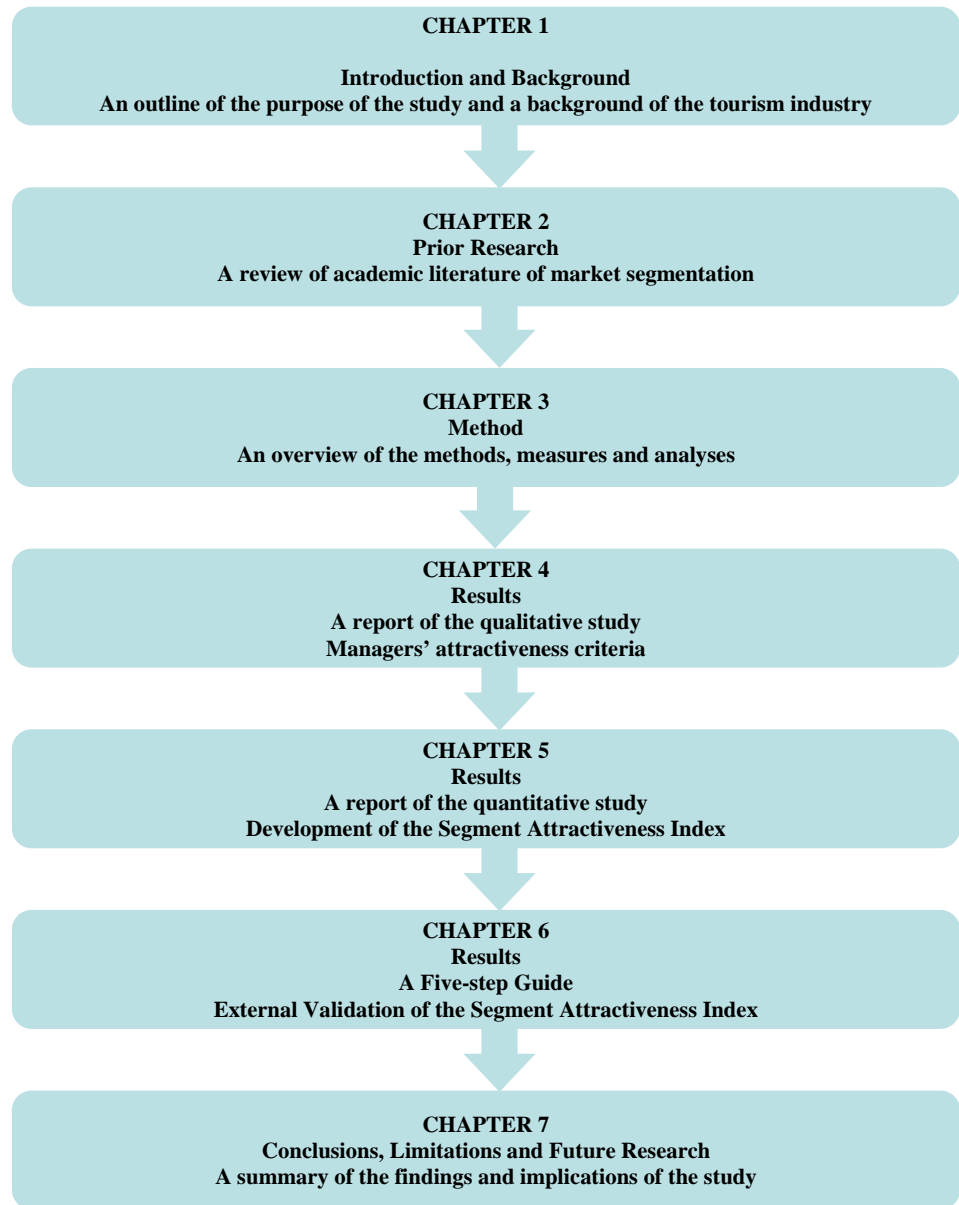 CHAPTER 1
Introduction and Background
An outline of the purpose of the study and a background of the tourism industry
CHAPTER 2
Prior Research
A review of academic literature of market segmentation
CHAPTER 3
Method
An overview of the methods, measures and analyses
CHAPTER 4
Results
A report of the qualitative study
Managers’ attractiveness criteria
CHAPTER 5
Results
A report of the quantitative study
Development of the Segment Attractiveness Index
CHAPTER 6
Results
A Five-step Guide
External Validation of the Segment Attractiveness Index
CHAPTER 7
Conclusions, Limitations and Future Research
A summary of the findings and implications of the study